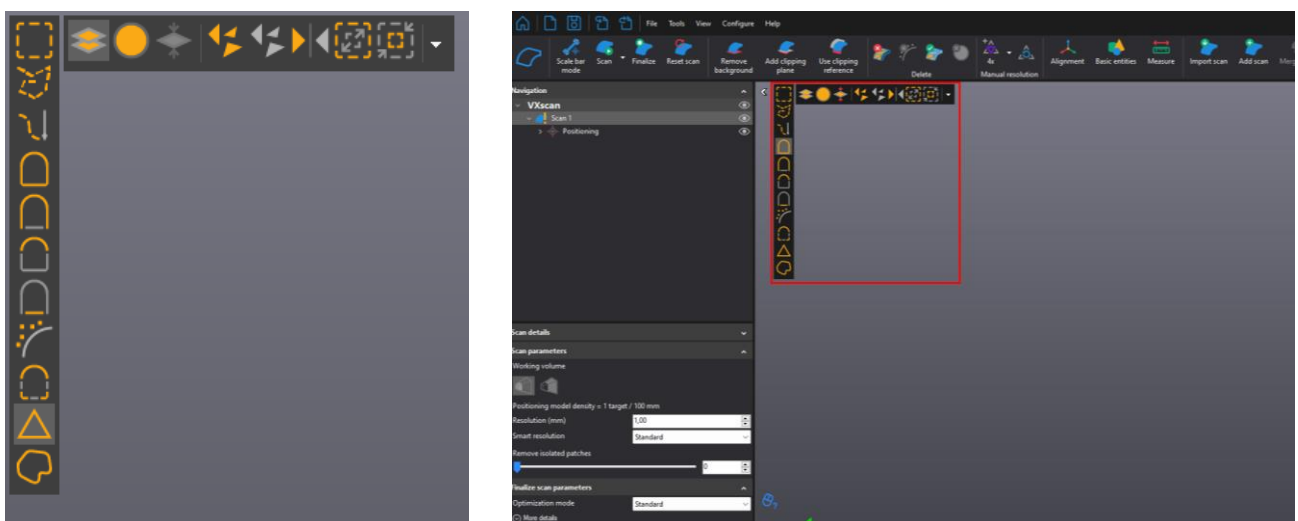 File Tools View Configure Help
Scale bar mode
Scan
Finalize
Reset scan
Remove background
Add clipping plane
Use clipping reference
Delete
4x
Manual resolution
Alignment
Basic entities
Measure
Import scan
Add scan
Navigation
VXscan
Scan 1
Positioning
Scan details
Scan parameters
Working volume
Positioning model density = 1 target / 100 mm
Resolution (mm) 1,00
Smart resolution Standard
Remove isolated patches
0
Finalize scan parameters
Optimization mode Standard
More details